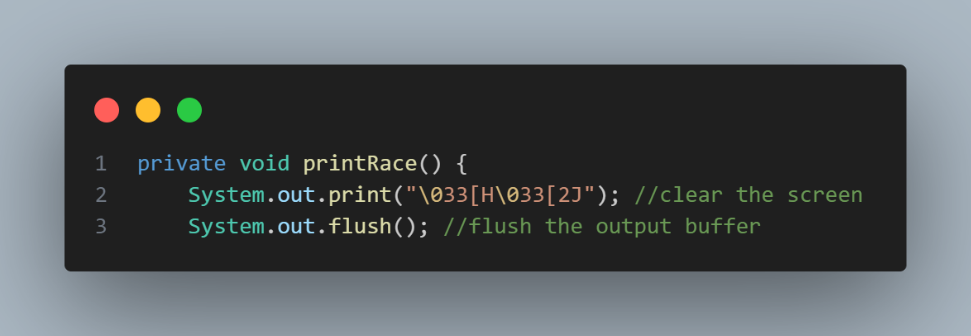 1 private void printRace() {
2 System.out.print("\033[H\033[2J"); //clear the screen
3 System.out.flush(); //flush the output buffer